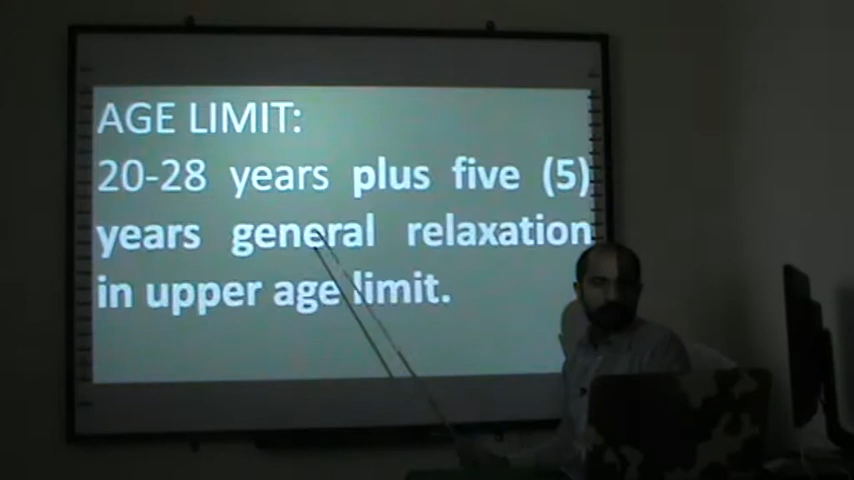 AGE LIMIT:
20-28 years plus five (5)
years general relaxation
in upper age limit.